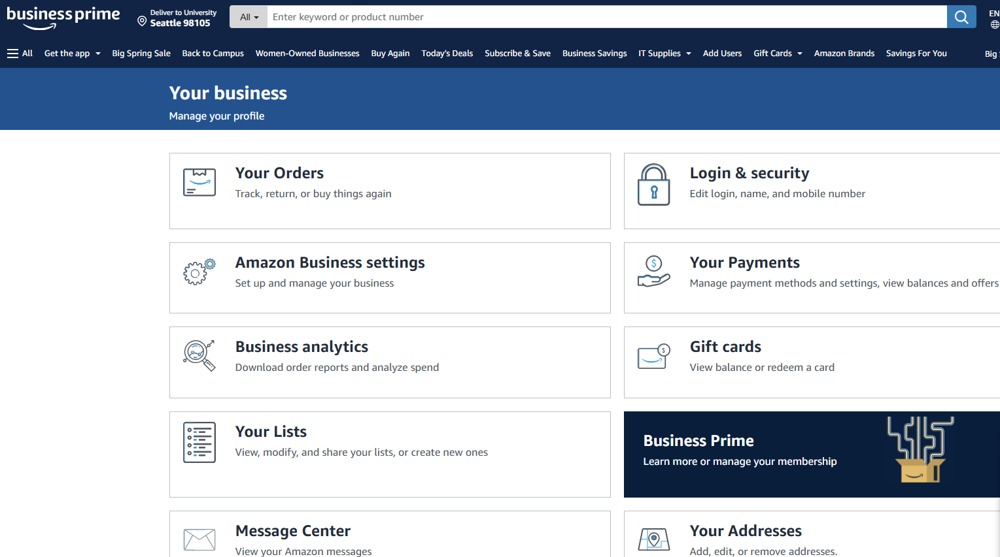 business prime
Deliver to University
Seattle 98105
All
Enter keyword or product number
EN
All
Get the app
Big Spring Sale
Back to Campus
Women-Owned Businesses
Buy Again
Today's Deals
Subscribe & Save
Business Savings
IT Supplies
Add Users
Gift Cards
Amazon Brands
Savings For You
Big
Your business
Manage your profile
Your Orders
Track, return, or buy things again
Login & security
Edit login, name, and mobile number
Amazon Business settings
Set up and manage your business
Your Payments
Manage payment methods and settings, view balances and offers
Business analytics
Download order reports and analyze spend
Gift cards
View balance or redeem a card
Your Lists
View, modify, and share your lists, or create new ones
Business Prime
Learn more or manage your membership
Message Center
View your Amazon messages
Your Addresses
Add, edit, or remove addresses.